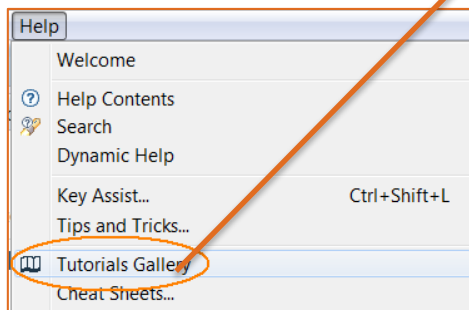 Help
Welcome
Help Contents
Search
Dynamic Help
Key Assist... Ctrl+Shift+L
Tips and Tricks...
Tutorials Gallery
Cheat Sheets...